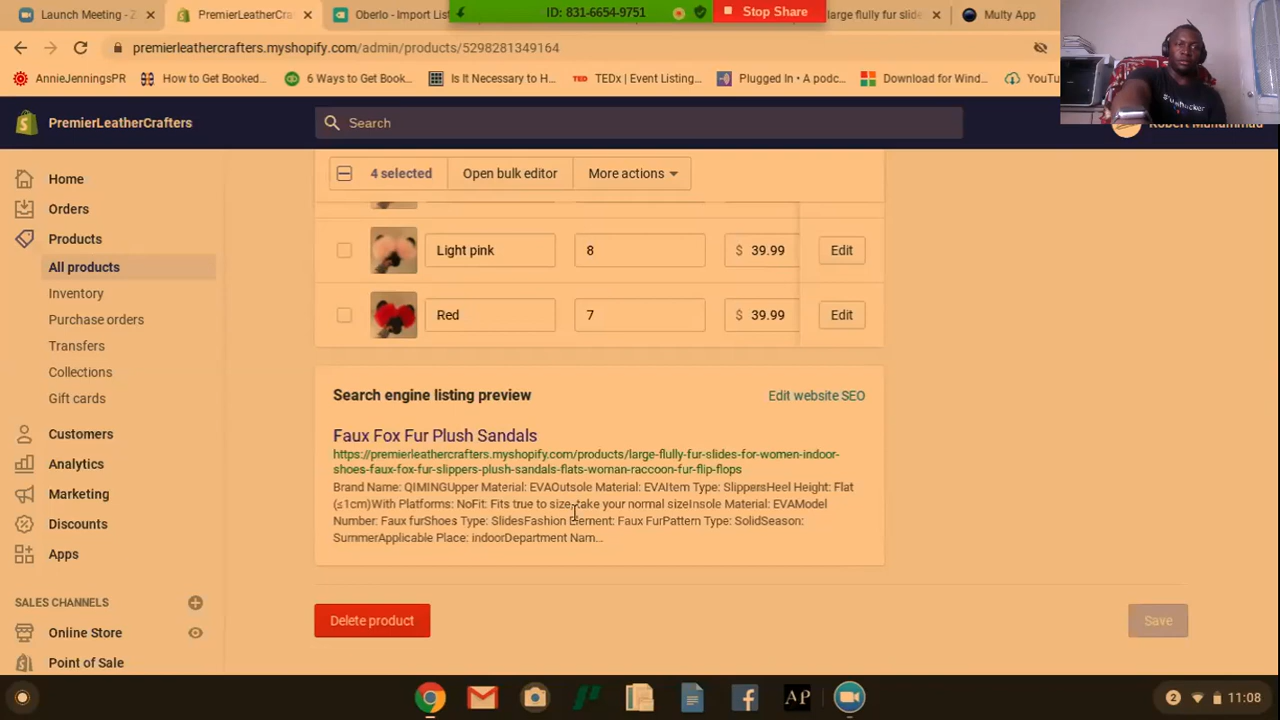 Launch Meeting - Z
PremierLeatherCra
Oberlo - Import Lis
ID: 831-6654-9751
Stop Share
large flully fur slide
Multy App
premierleathercrafters.myshopify.com/admin/products/5298281349164
AnnieJenningsPR
How to Get Booked...
6 Ways to Get Book...
Is It Necessary to H...
TED
TEDx | Event Listing...
Plugged In • A podc...
Download for Wind...
YouTu
PremierLeatherCrafters
Search
Home
Orders
Products
All products
Inventory
Purchase orders
Transfers
Collections
Gift cards
Customers
Analytics
Marketing
Discounts
Apps
SALES CHANNELS
Online Store
Point of Sale
4 selected
Open bulk editor
More actions
Light pink
8
$ 39.99
Edit
Red
7
$ 39.99
Edit
Search engine listing preview
Edit website SEO
Faux Fox Fur Plush Sandals
https://premierleathercrafters.myshopify.com/products/large-flully-fur-slides-for-women-indoor-
shoes-faux-fox-fur-slippers-plush-sandals-flats-woman-raccoon-fur-flip-flops
Brand Name: QIMINGUpper Material: EVAOutsole Material: EVAItem Type: SlippersHeel Height: Flat
(≤1cm)With Platforms: NoFit: Fits true to size, take your normal sizeInsole Material: EVAModel
Number: Faux furShoes Type: SlidesFashion Element: Faux FurPattern Type: SolidSeason:
SummerApplicable Place: indoorDepartment Nam...
Delete product
Save
AP
2
11:08